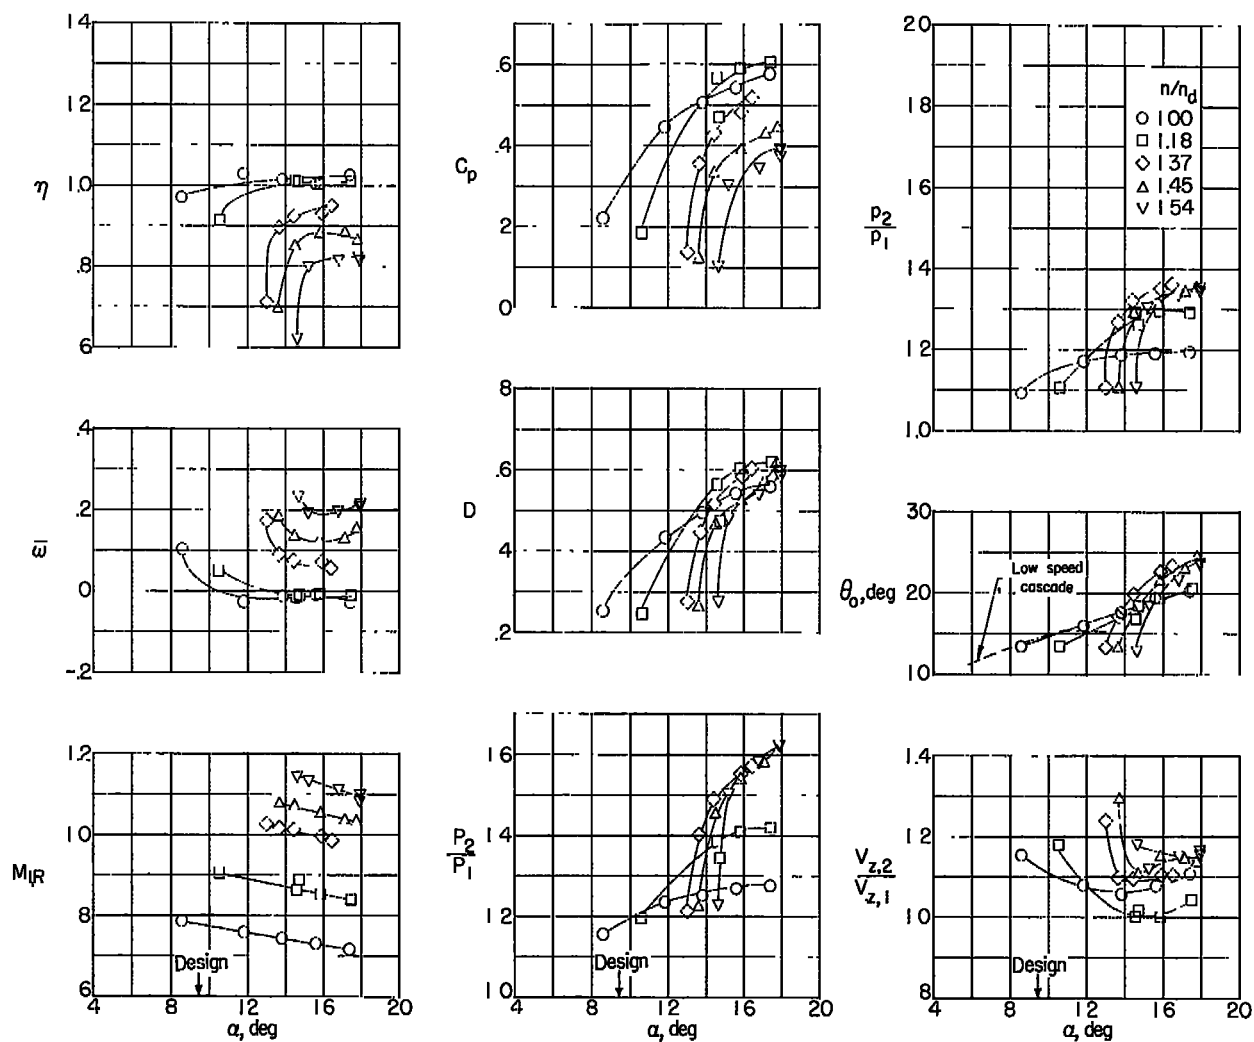 1.4
1.2
1.0
.8
.6
η
.4
.2
0
-.2
ω̄
1.2
1.0
.8
.6
M1,R
Design
4 8 12 16 20
α, deg
.6
.4
.2
0
Cp
.8
.6
.4
.2
D
1.6
1.4
1.2
1.0
P2
P1
Design
4 8 12 16 20
α, deg
2.0
1.8
1.6
1.4
1.2
1.0
p2
p1
n/nd
○ 1.00
□ 1.18
◇ 1.37
△ 1.45
▽ 1.54
30
20
10
θo, deg
Low speed
cascade
1.4
1.2
1.0
.8
Vz,2
Vz,1
Design
4 8 12 16 20
α, deg